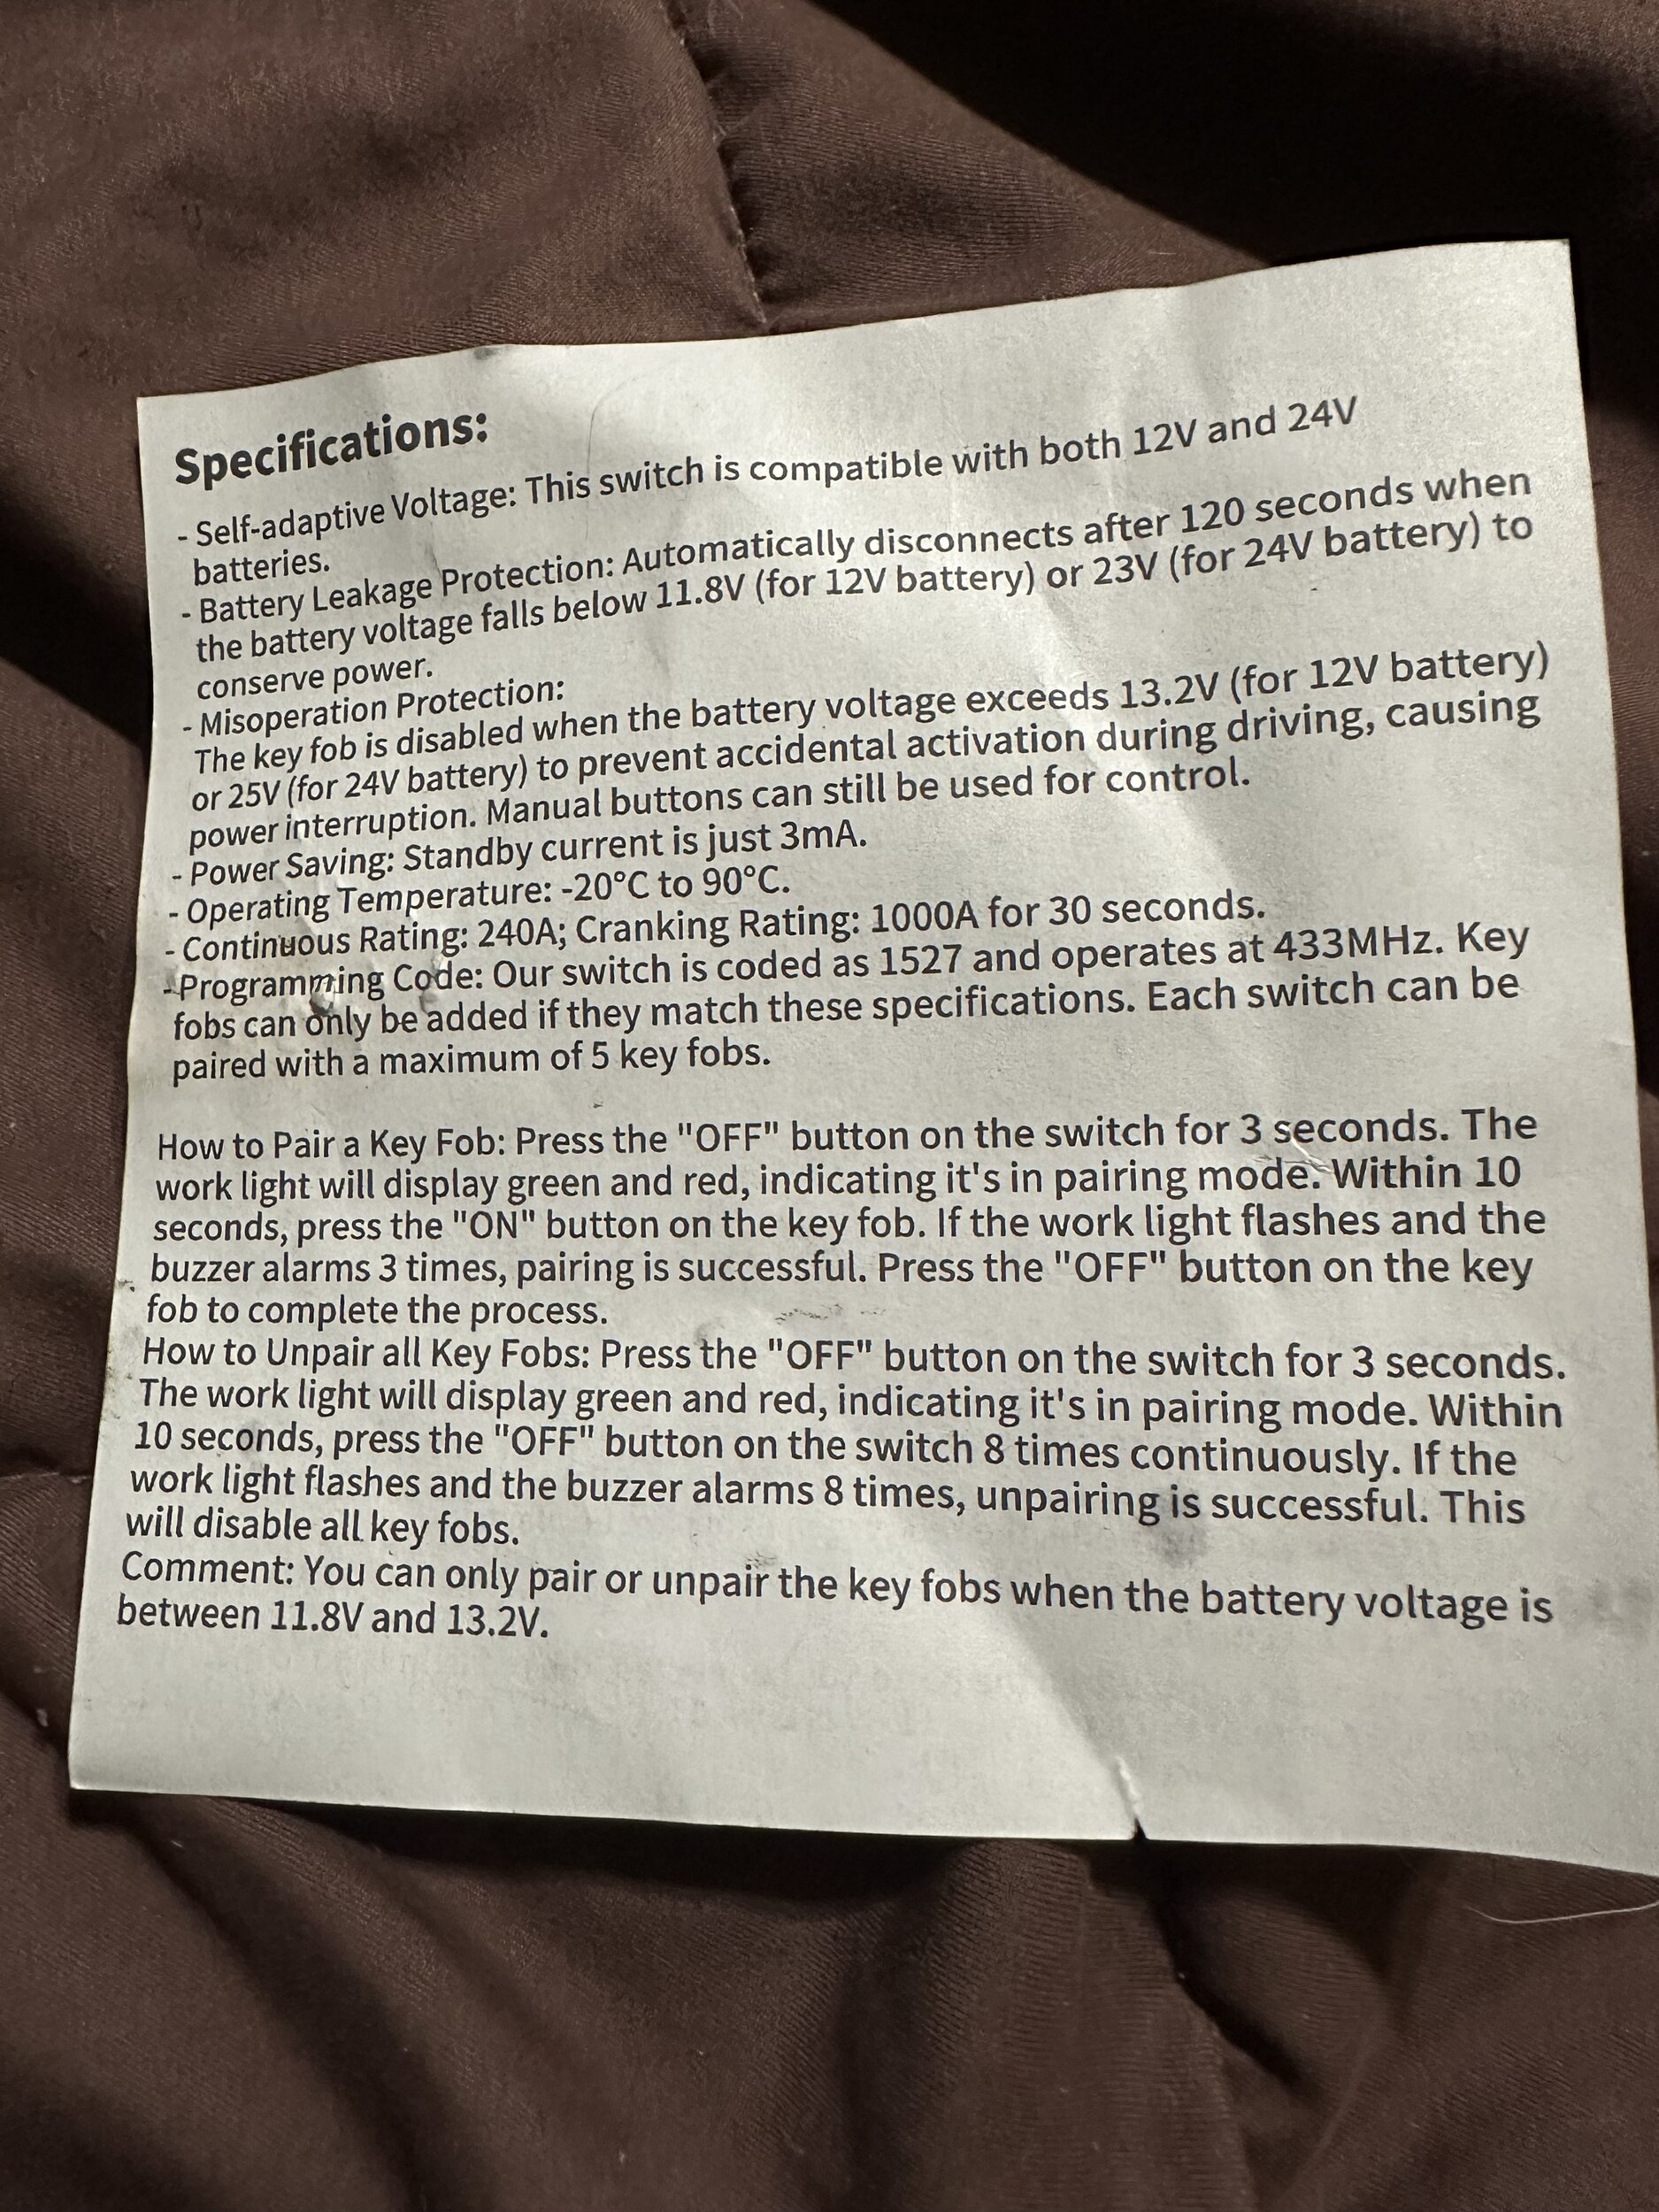 Specifications:
- Self-adaptive Voltage: This switch is compatible with both 12V and 24V
batteries.
- Battery Leakage Protection: Automatically disconnects after 120 seconds when
the battery voltage falls below 11.8V (for 12V battery) or 23V (for 24V battery) to
conserve power.
- Misoperation Protection:
The key fob is disabled when the battery voltage exceeds 13.2V (for 12V battery)
or 25V (for 24V battery) to prevent accidental activation during driving, causing
power interruption. Manual buttons can still be used for control.
- Power Saving: Standby current is just 3mA.
- Operating Temperature: -20°C to 90°C.
- Continuous Rating: 240A; Cranking Rating: 1000A for 30 seconds.
-Programming Code: Our switch is coded as 1527 and operates at 433MHz. Key
fobs can only be added if they match these specifications. Each switch can be
paired with a maximum of 5 key fobs.
How to Pair a Key Fob: Press the "OFF" button on the switch for 3 seconds. The
work light will display green and red, indicating it's in pairing mode. Within 10
seconds, press the "ON" button on the key fob. If the work light flashes and the
buzzer alarms 3 times, pairing is successful. Press the "OFF" button on the key
fob to complete the process.
How to Unpair all Key Fobs: Press the "OFF" button on the switch for 3 seconds.
The work light will display green and red, indicating it's in pairing mode. Within
10 seconds, press the "OFF" button on the switch 8 times continuously. If the
work light flashes and the buzzer alarms 8 times, unpairing is successful. This
will disable all key fobs.
Comment: You can only pair or unpair the key fobs when the battery voltage is
between 11.8V and 13.2V.